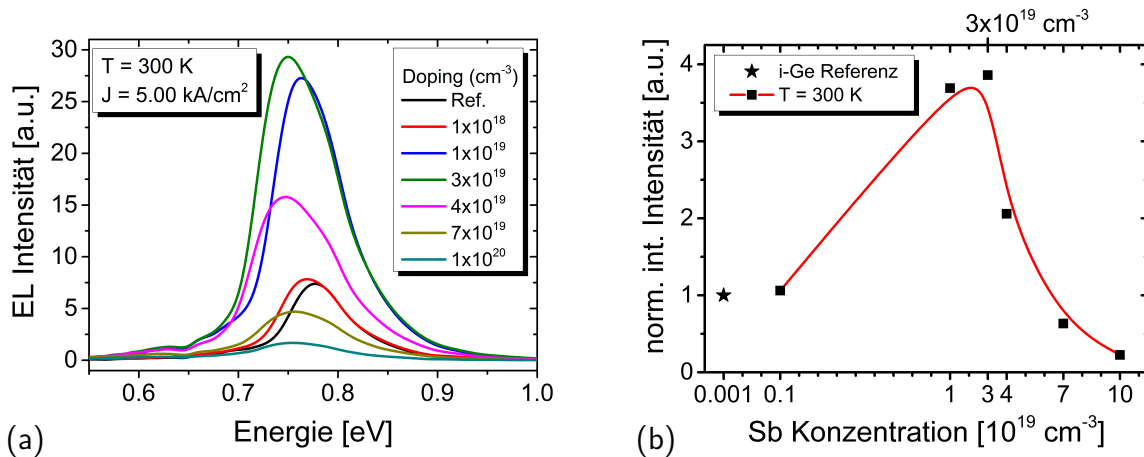 30
25
20
15
10
5
0
EL Intensität [a.u.]
T = 300 K
J = 5.00 kA/cm²
Doping (cm⁻³)
Ref.
1x10¹⁸
1x10¹⁹
3x10¹⁹
4x10¹⁹
7x10¹⁹
1x10²⁰
0.6 0.7 0.8 0.9 1.0
Energie [eV]
(a)
3x10¹⁹ cm⁻³
4
3
2
1
0
norm. int. Intensität [a.u.]
i-Ge Referenz
T = 300 K
0.001 0.1 1 3 4 7 10
Sb Konzentration [10¹⁹ cm⁻³]
(b)